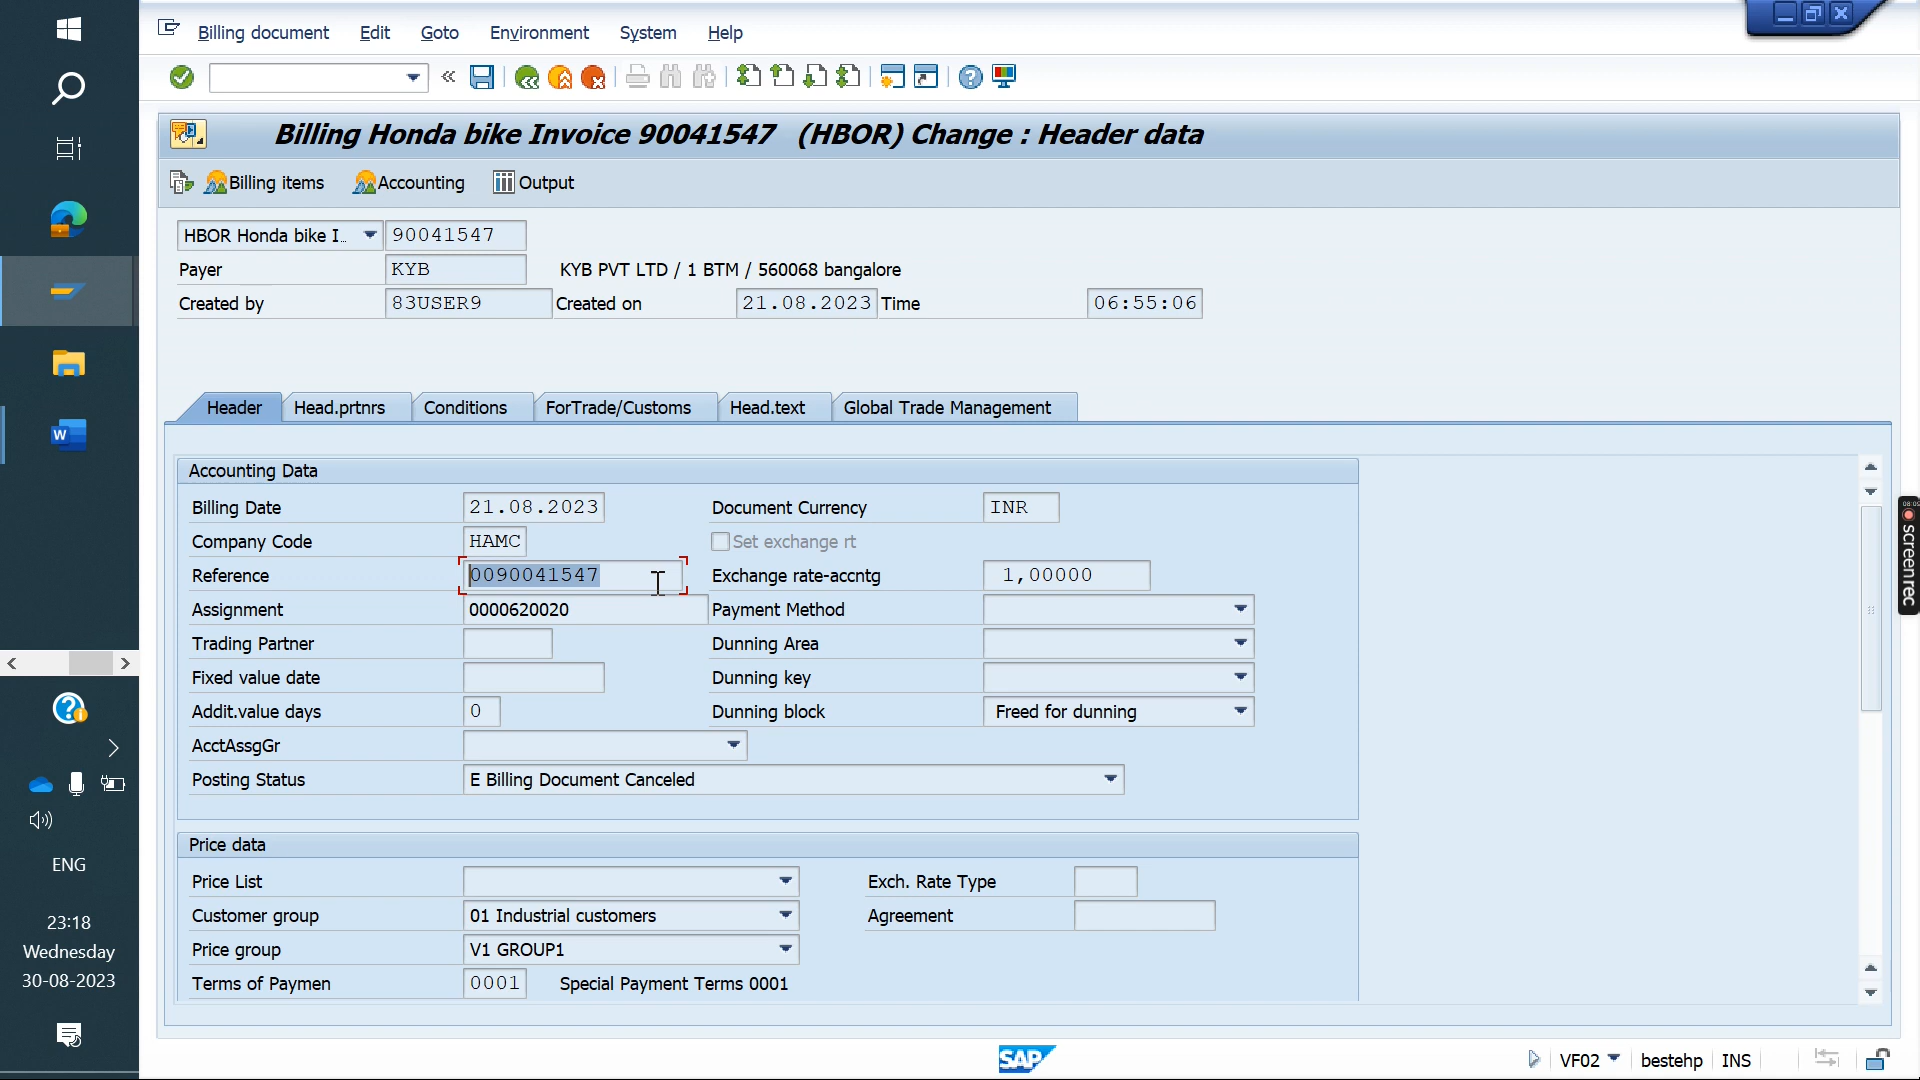 Billing document Edit Goto Environment System Help
Billing Honda bike Invoice 90041547 (HBOR) Change : Header data
Billing items Accounting Output
HBOR Honda bike I.. 90041547
Payer KYB KYB PVT LTD / 1 BTM / 560068 bangalore
Created by 83USER9 Created on 21.08.2023 Time 06:55:06
Header Head.prtnrs Conditions ForTrade/Customs Head.text Global Trade Management
Accounting Data
Billing Date 21.08.2023 Document Currency INR
Company Code HAMC Set exchange rt
Reference 0090041547 Exchange rate-accntg 1,00000
Assignment 0000620020 Payment Method
Trading Partner Dunning Area
Fixed value date Dunning key
Addit.value days 0 Dunning block Freed for dunning
AcctAssgGr
Posting Status E Billing Document Canceled
Price data
Price List Exch. Rate Type
Customer group 01 Industrial customers Agreement
Price group V1 GROUP1
Terms of Paymen 0001 Special Payment Terms 0001
SAP VF02 bestehp INS
W
ENG
23:18
Wednesday
30-08-2023
screenrec